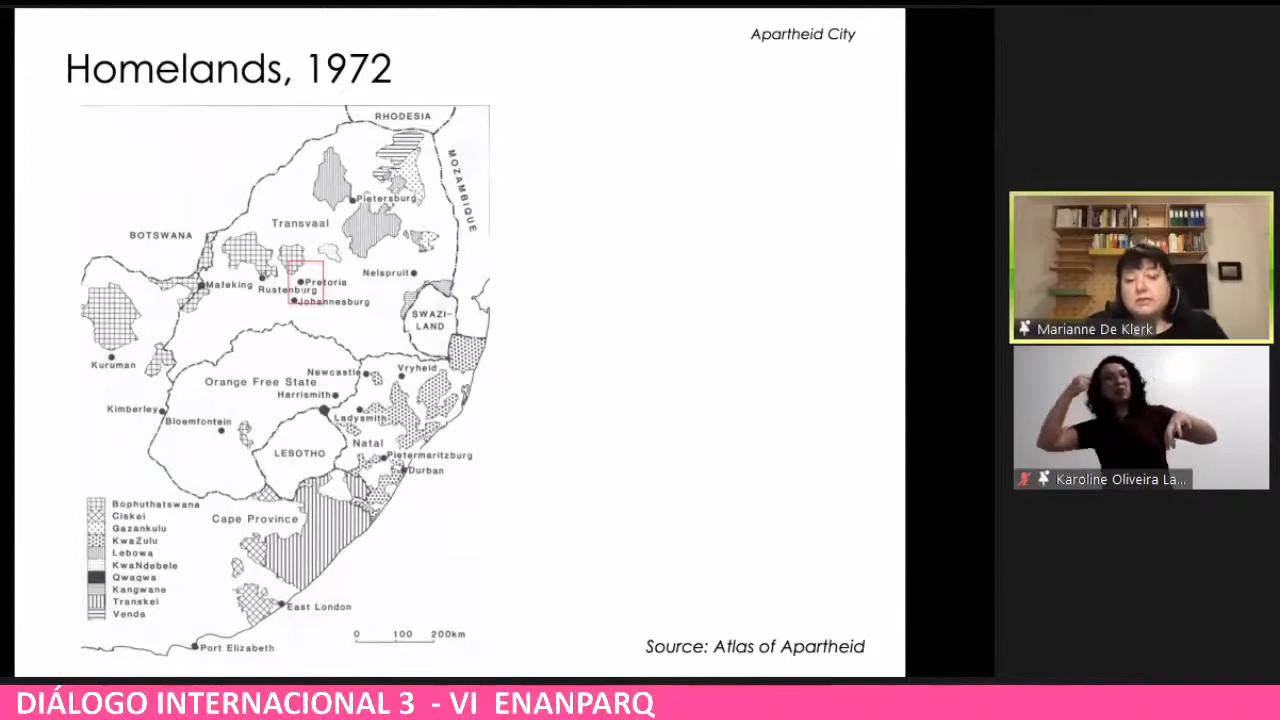 Apartheid City
Homelands, 1972
RHODESIA
MOZAMBIQUE
Pietersburg
Transvaal
BOTSWANA
Nelspruit
Mafeking
Pretoria
Rustenburg
Johannesburg
SWAZI-
LAND
Kuruman
Newcastle
Vryheid
Orange Free State
Harrismith
Kimberley
Ladysmith
Bloemfontein
Natal
LESOTHO
Pietermaritzburg
Durban
Cape Province
Bophuthatswana
Ciskei
Gazankulu
KwaZulu
Lebowa
KwaNdebele
Qwaqwa
Kangwane
Transkei
Venda
East London
0 100 200km
Port Elizabeth
Source: Atlas of Apartheid
Marianne De Klerk
Karoline Oliveira La...
DIÁLOGO INTERNACIONAL 3 - VI ENANPARQ